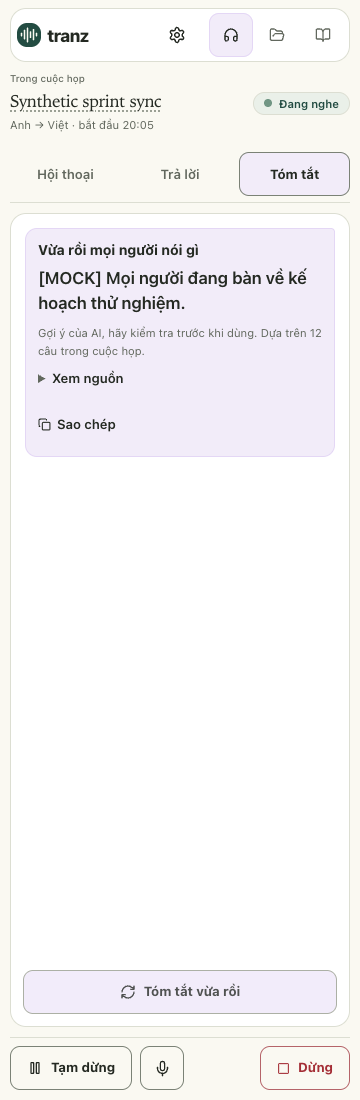 tranz
Trong cuộc họp
Synthetic sprint sync
Đang nghe
Anh → Việt · bắt đầu 20:05
Hội thoại
Trả lời
Tóm tắt
Vừa rồi mọi người nói gì
[MOCK] Mọi người đang bàn về kế
hoạch thử nghiệm.
Gợi ý của AI, hãy kiểm tra trước khi dùng. Dựa trên 12
câu trong cuộc họp.
Xem nguồn
Sao chép
Tóm tắt vừa rồi
Tạm dừng
Dừng